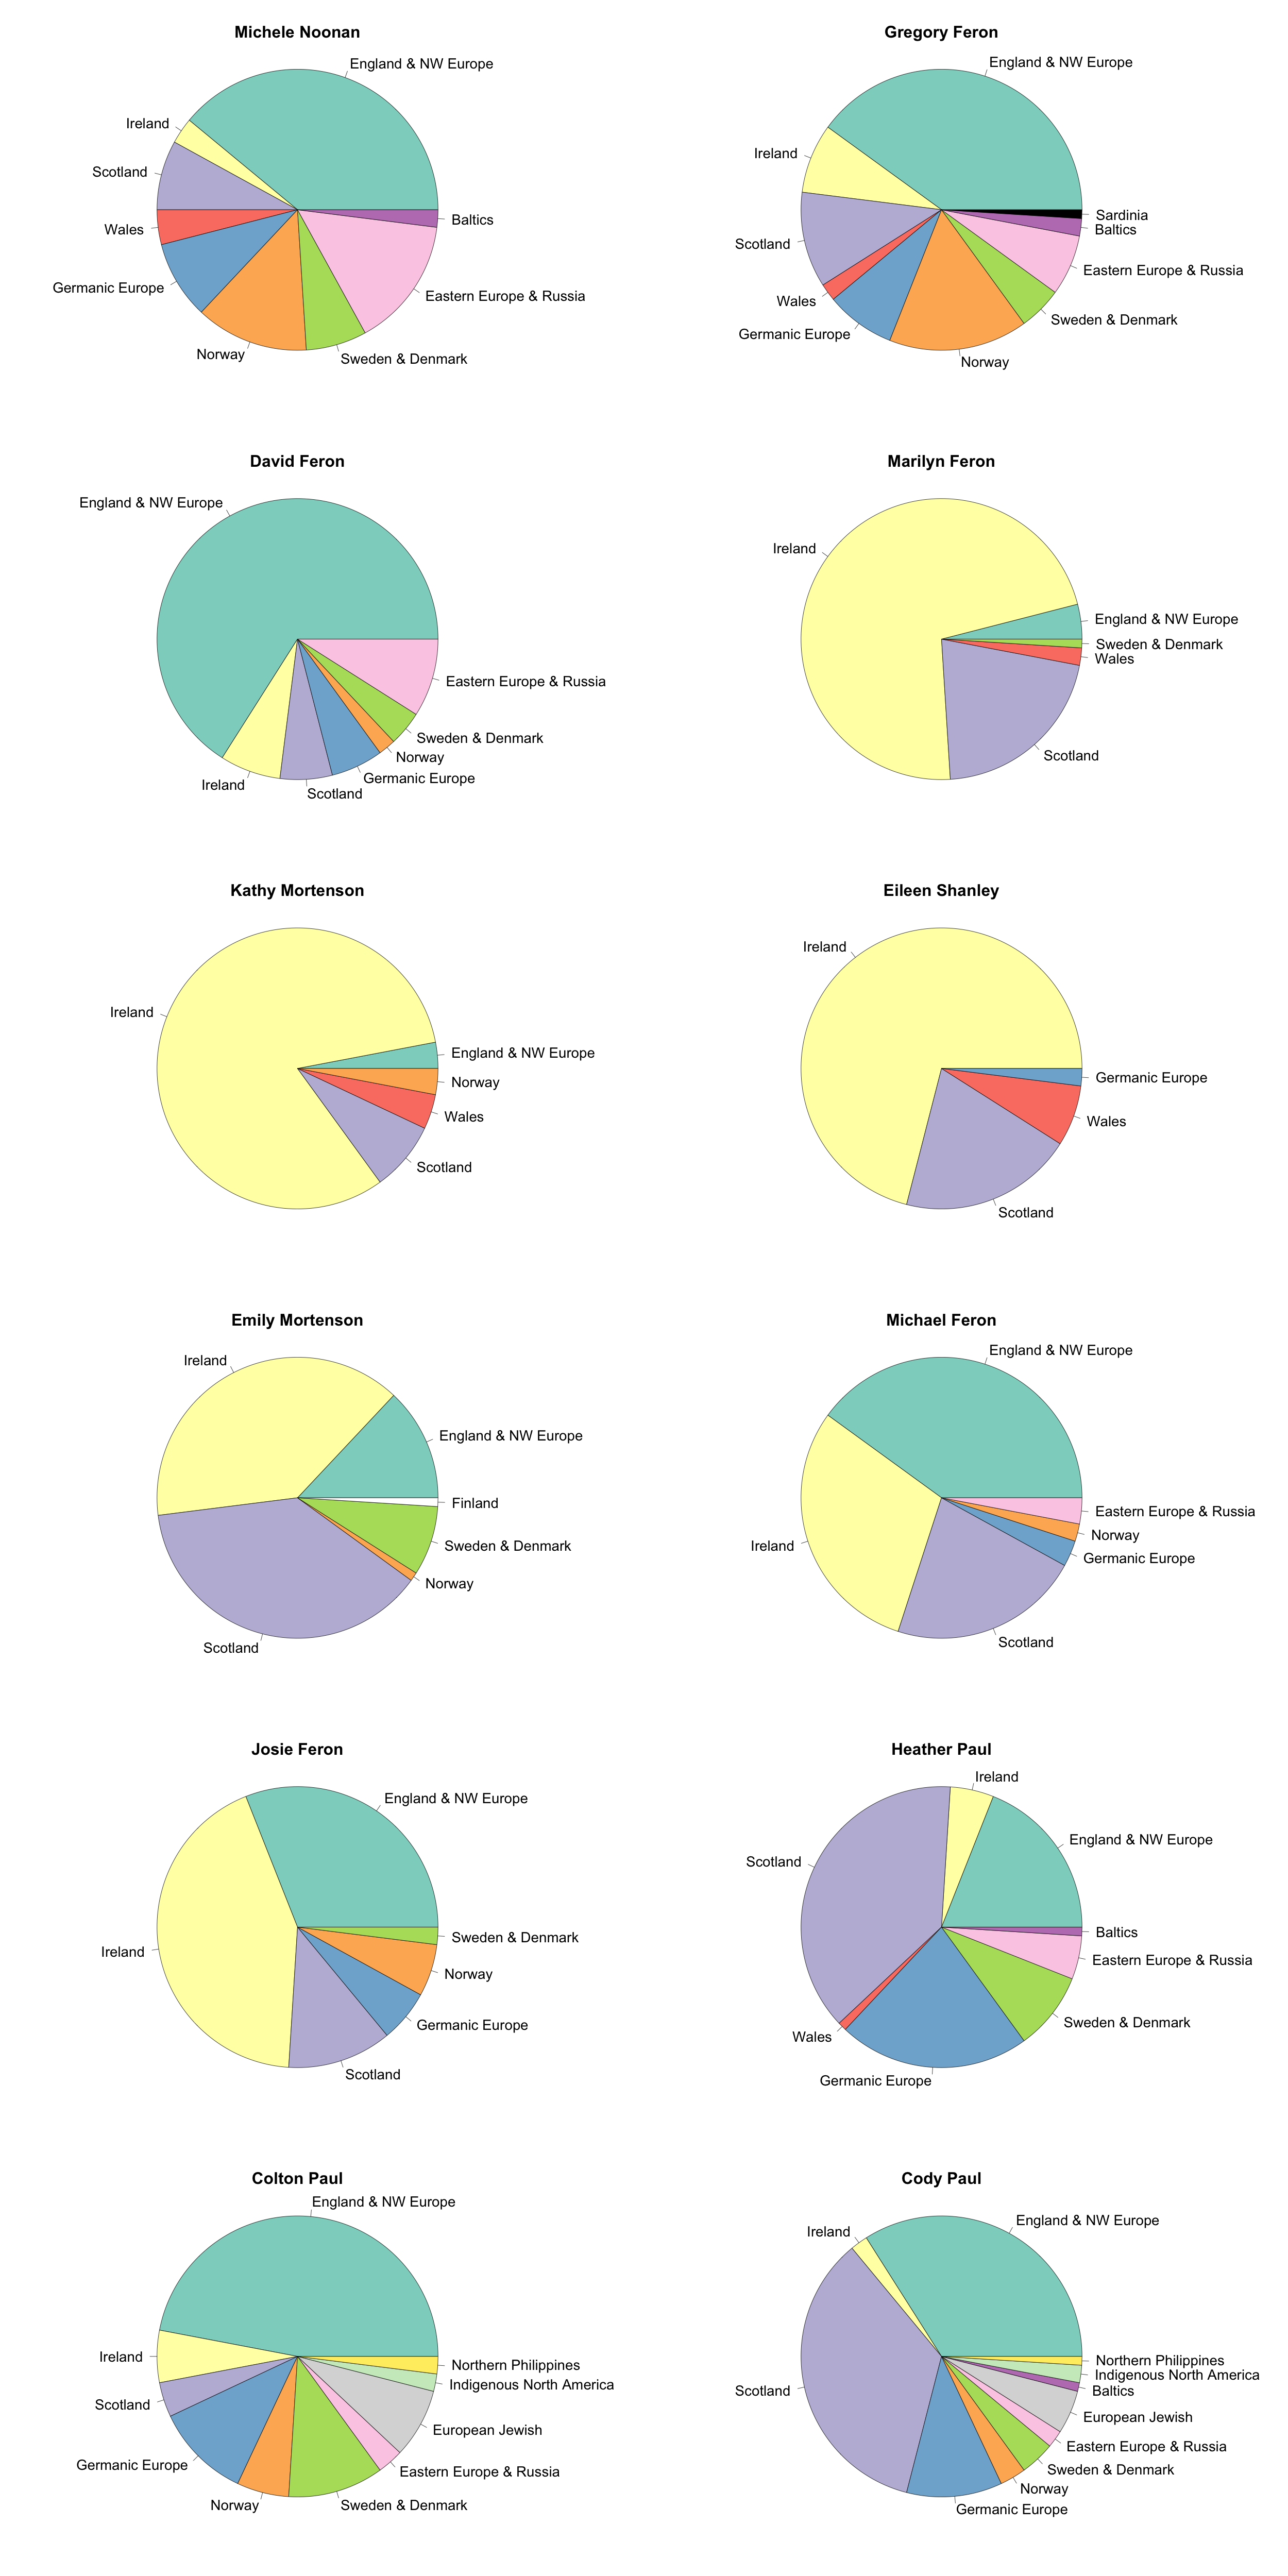 Michele Noonan
England & NW Europe
Ireland
Scotland
Wales
Germanic Europe
Norway
Sweden & Denmark
Eastern Europe & Russia
Baltics
Gregory Feron
England & NW Europe
Ireland
Scotland
Wales
Germanic Europe
Norway
Sweden & Denmark
Eastern Europe & Russia
Baltics
Sardinia
David Feron
England & NW Europe
Ireland
Scotland
Germanic Europe
Norway
Sweden & Denmark
Eastern Europe & Russia
Marilyn Feron
England & NW Europe
Ireland
Scotland
Wales
Sweden & Denmark
Kathy Mortenson
England & NW Europe
Ireland
Scotland
Wales
Norway
Eileen Shanley
Ireland
Scotland
Wales
Germanic Europe
Emily Mortenson
England & NW Europe
Ireland
Scotland
Norway
Sweden & Denmark
Finland
Michael Feron
England & NW Europe
Ireland
Scotland
Germanic Europe
Norway
Eastern Europe & Russia
Josie Feron
England & NW Europe
Ireland
Scotland
Germanic Europe
Norway
Sweden & Denmark
Heather Paul
England & NW Europe
Ireland
Scotland
Wales
Germanic Europe
Sweden & Denmark
Eastern Europe & Russia
Baltics
Colton Paul
England & NW Europe
Ireland
Scotland
Germanic Europe
Norway
Sweden & Denmark
Eastern Europe & Russia
European Jewish
Indigenous North America
Northern Philippines
Cody Paul
England & NW Europe
Ireland
Scotland
Germanic Europe
Norway
Sweden & Denmark
Eastern Europe & Russia
European Jewish
Baltics
Indigenous North America
Northern Philippines